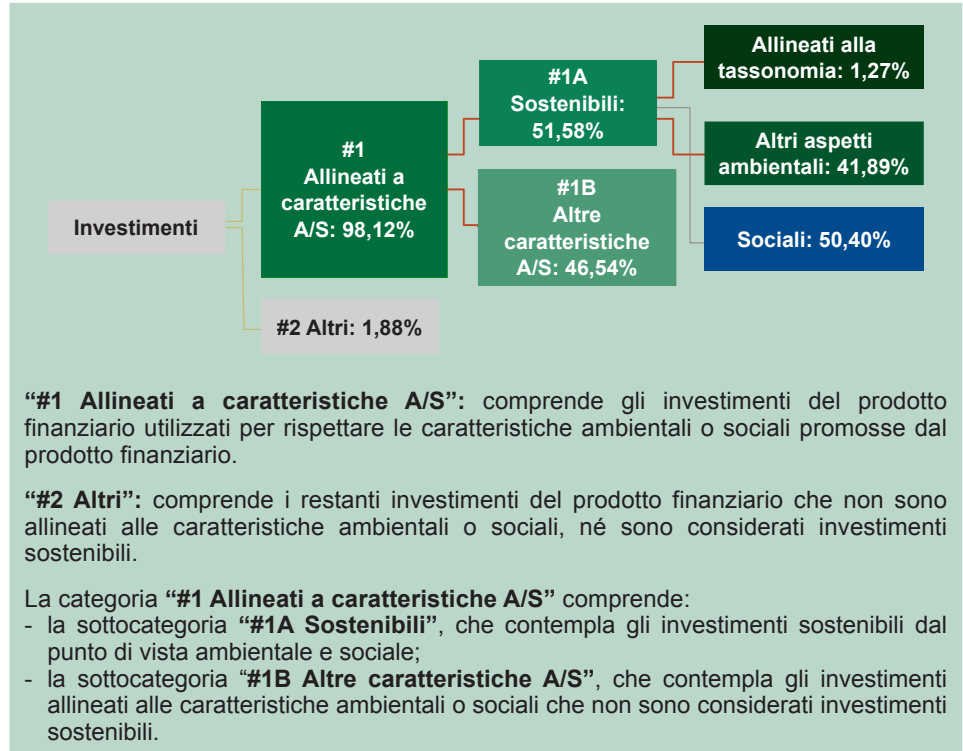 Allineati alla
tassonomia: 1,27%
#1A
Sostenibili:
51,58%
#1
Allineati a
caratteristiche
A/S: 98,12%
Altri aspetti
ambientali: 41,89%
#1B
Altre
caratteristiche
A/S: 46,54%
Investimenti
Sociali: 50,40%
#2 Altri: 1,88%
“#1 Allineati a caratteristiche A/S”: comprende gli investimenti del prodotto
finanziario utilizzati per rispettare le caratteristiche ambientali o sociali promosse dal
prodotto finanziario.
“#2 Altri”: comprende i restanti investimenti del prodotto finanziario che non sono
allineati alle caratteristiche ambientali o sociali, né sono considerati investimenti
sostenibili.
La categoria “#1 Allineati a caratteristiche A/S” comprende:
- la sottocategoria “#1A Sostenibili”, che contempla gli investimenti sostenibili dal
punto di vista ambientale e sociale;
- la sottocategoria “#1B Altre caratteristiche A/S”, che contempla gli investimenti
allineati alle caratteristiche ambientali o sociali che non sono considerati investimenti
sostenibili.